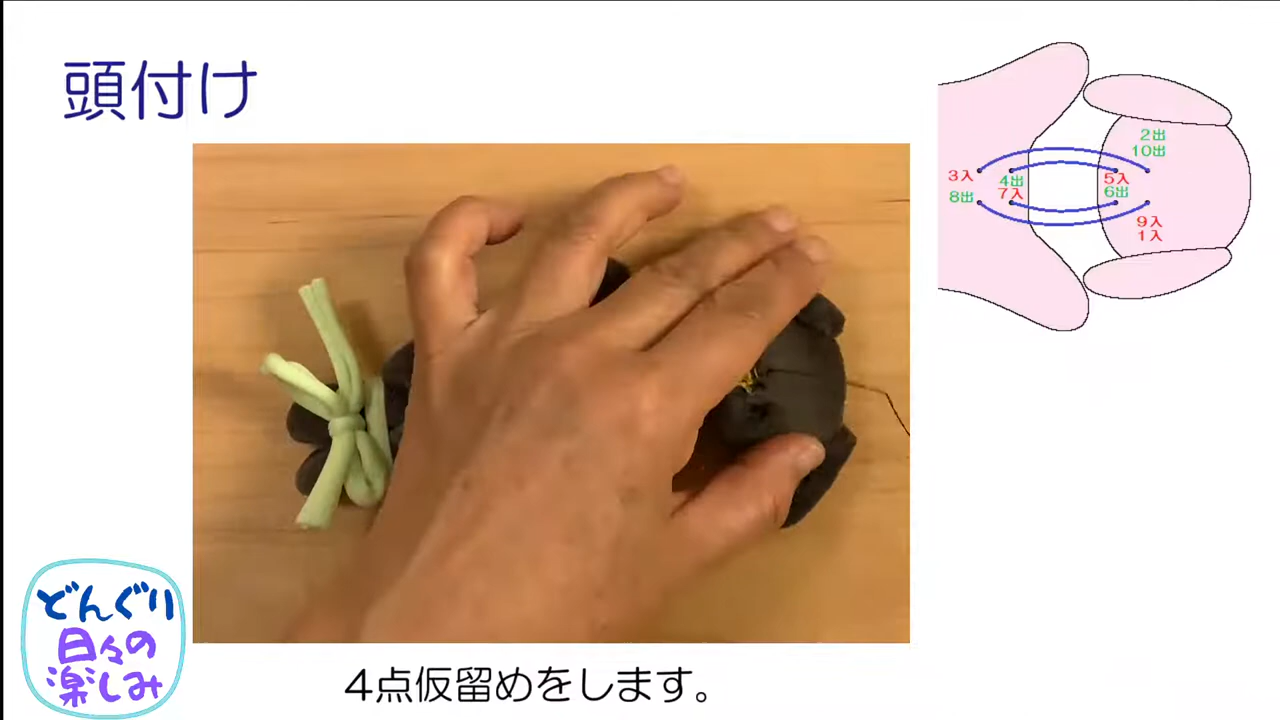 頭付け
2出
10出
3入
4出
5入
8出
7入
6出
9入
1入
どんぐり
日々の
楽しみ
4点仮留めをします。